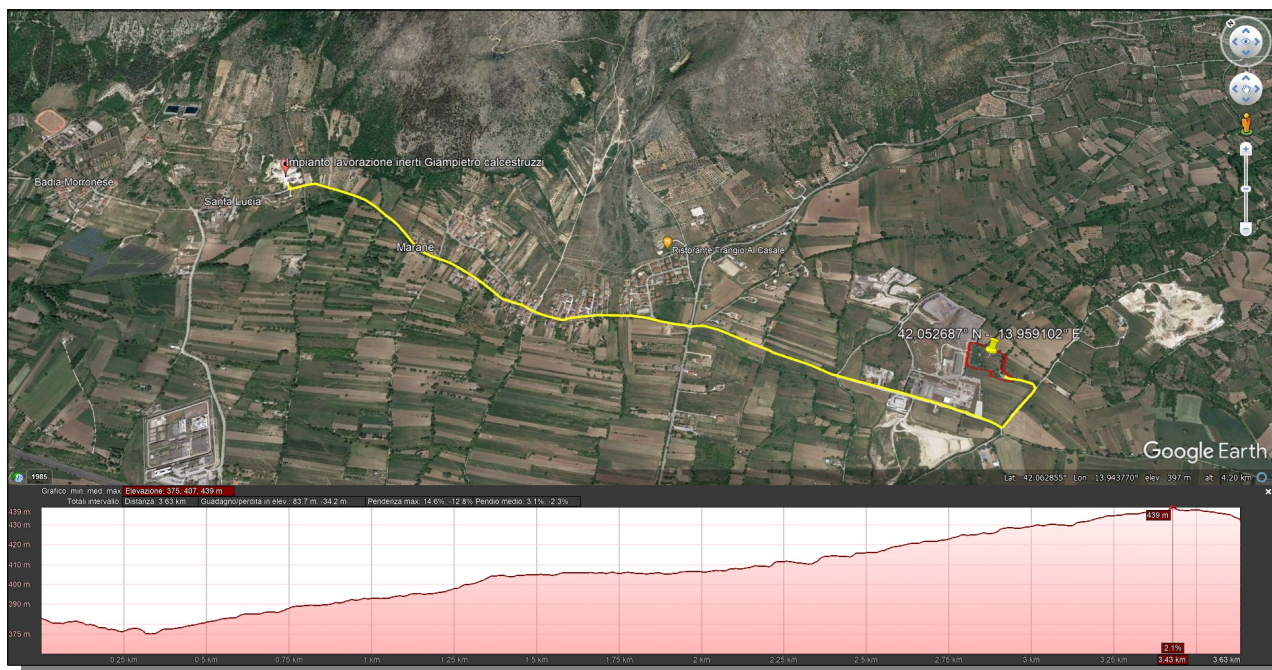 Impianto lavorazione inerti Giampietro calcestruzzi
Badia Morronese
Santa Lucia
Marane
Ristorante Frangiò Al Casale
42.052687° N - 13.959102° E
Google Earth
1985
Lat 42.062855° Lon 13.943770° elev 397 m alt 4.20 km
Grafico: min. med. max Elevazione: 375, 407, 439 m
Totali intervallo: Distanza: 3.63 km Guadagno/perdita in elev.: 83.7 m, -34.2 m Pendenza max: 14.6%, -12.8% Pendio medio: 3.1%, -2.3%
439 m
439 m
420 m
410 m
400 m
390 m
375 m
2.1%
0.25 km 0.5 km 0.75 km 1 km 1.25 km 1.5 km 1.75 km 2 km 2.25 km 2.5 km 2.75 km 3 km 3.25 km 3.43 km 3.63 km